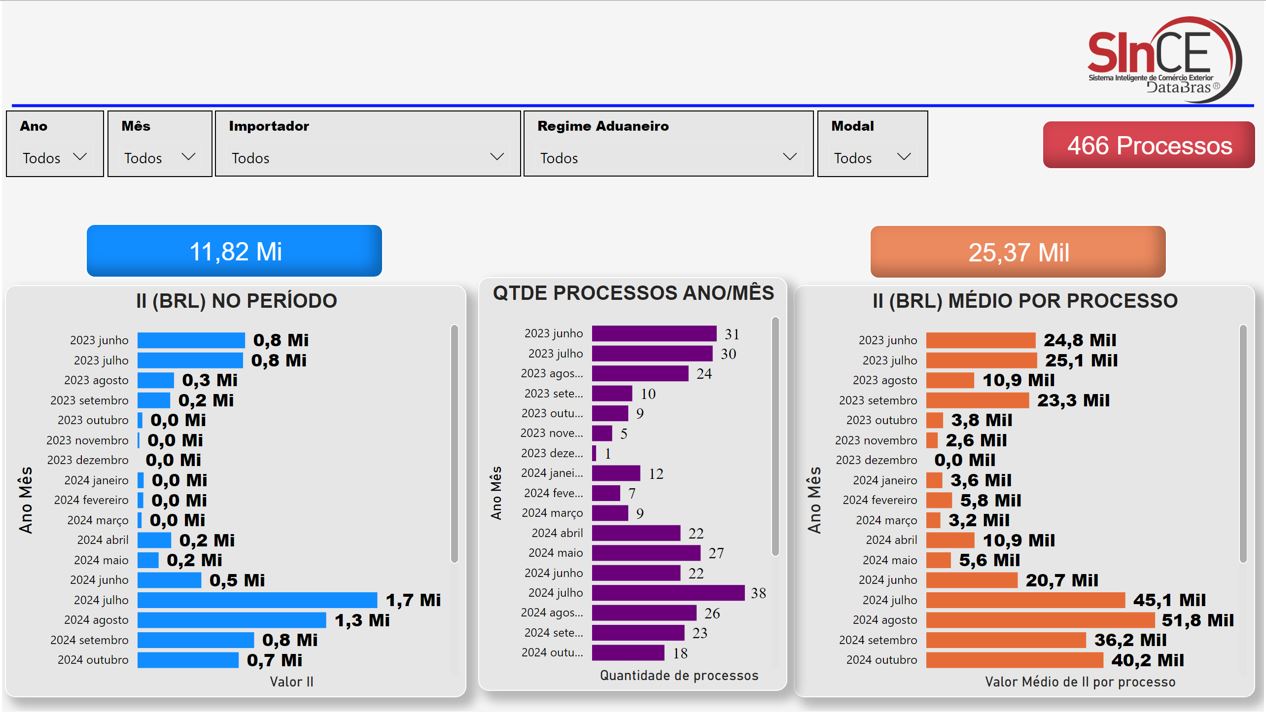 SInCE
Sistema Inteligente de Comércio Exterior
DataBras®
Ano
Todos
Mês
Todos
Importador
Todos
Regime Aduaneiro
Todos
Modal
Todos
466 Processos
11,82 Mi
25,37 Mil
II (BRL) NO PERÍODO
Ano Mês
2023 junho 0,8 Mi
2023 julho 0,8 Mi
2023 agosto 0,3 Mi
2023 setembro 0,2 Mi
2023 outubro 0,0 Mi
2023 novembro 0,0 Mi
2023 dezembro 0,0 Mi
2024 janeiro 0,0 Mi
2024 fevereiro 0,0 Mi
2024 março 0,0 Mi
2024 abril 0,2 Mi
2024 maio 0,2 Mi
2024 junho 0,5 Mi
2024 julho 1,7 Mi
2024 agosto 1,3 Mi
2024 setembro 0,8 Mi
2024 outubro 0,7 Mi
Valor II
QTDE PROCESSOS ANO/MÊS
Ano Mês
2023 junho 31
2023 julho 30
2023 agos... 24
2023 sete... 10
2023 outu... 9
2023 nove... 5
2023 deze... 1
2024 janei... 12
2024 feve... 7
2024 março 9
2024 abril 22
2024 maio 27
2024 junho 22
2024 julho 38
2024 agos... 26
2024 sete... 23
2024 outu... 18
Quantidade de processos
II (BRL) MÉDIO POR PROCESSO
Ano Mês
2023 junho 24,8 Mil
2023 julho 25,1 Mil
2023 agosto 10,9 Mil
2023 setembro 23,3 Mil
2023 outubro 3,8 Mil
2023 novembro 2,6 Mil
2023 dezembro 0,0 Mil
2024 janeiro 3,6 Mil
2024 fevereiro 5,8 Mil
2024 março 3,2 Mil
2024 abril 10,9 Mil
2024 maio 5,6 Mil
2024 junho 20,7 Mil
2024 julho 45,1 Mil
2024 agosto 51,8 Mil
2024 setembro 36,2 Mil
2024 outubro 40,2 Mil
Valor Médio de II por processo